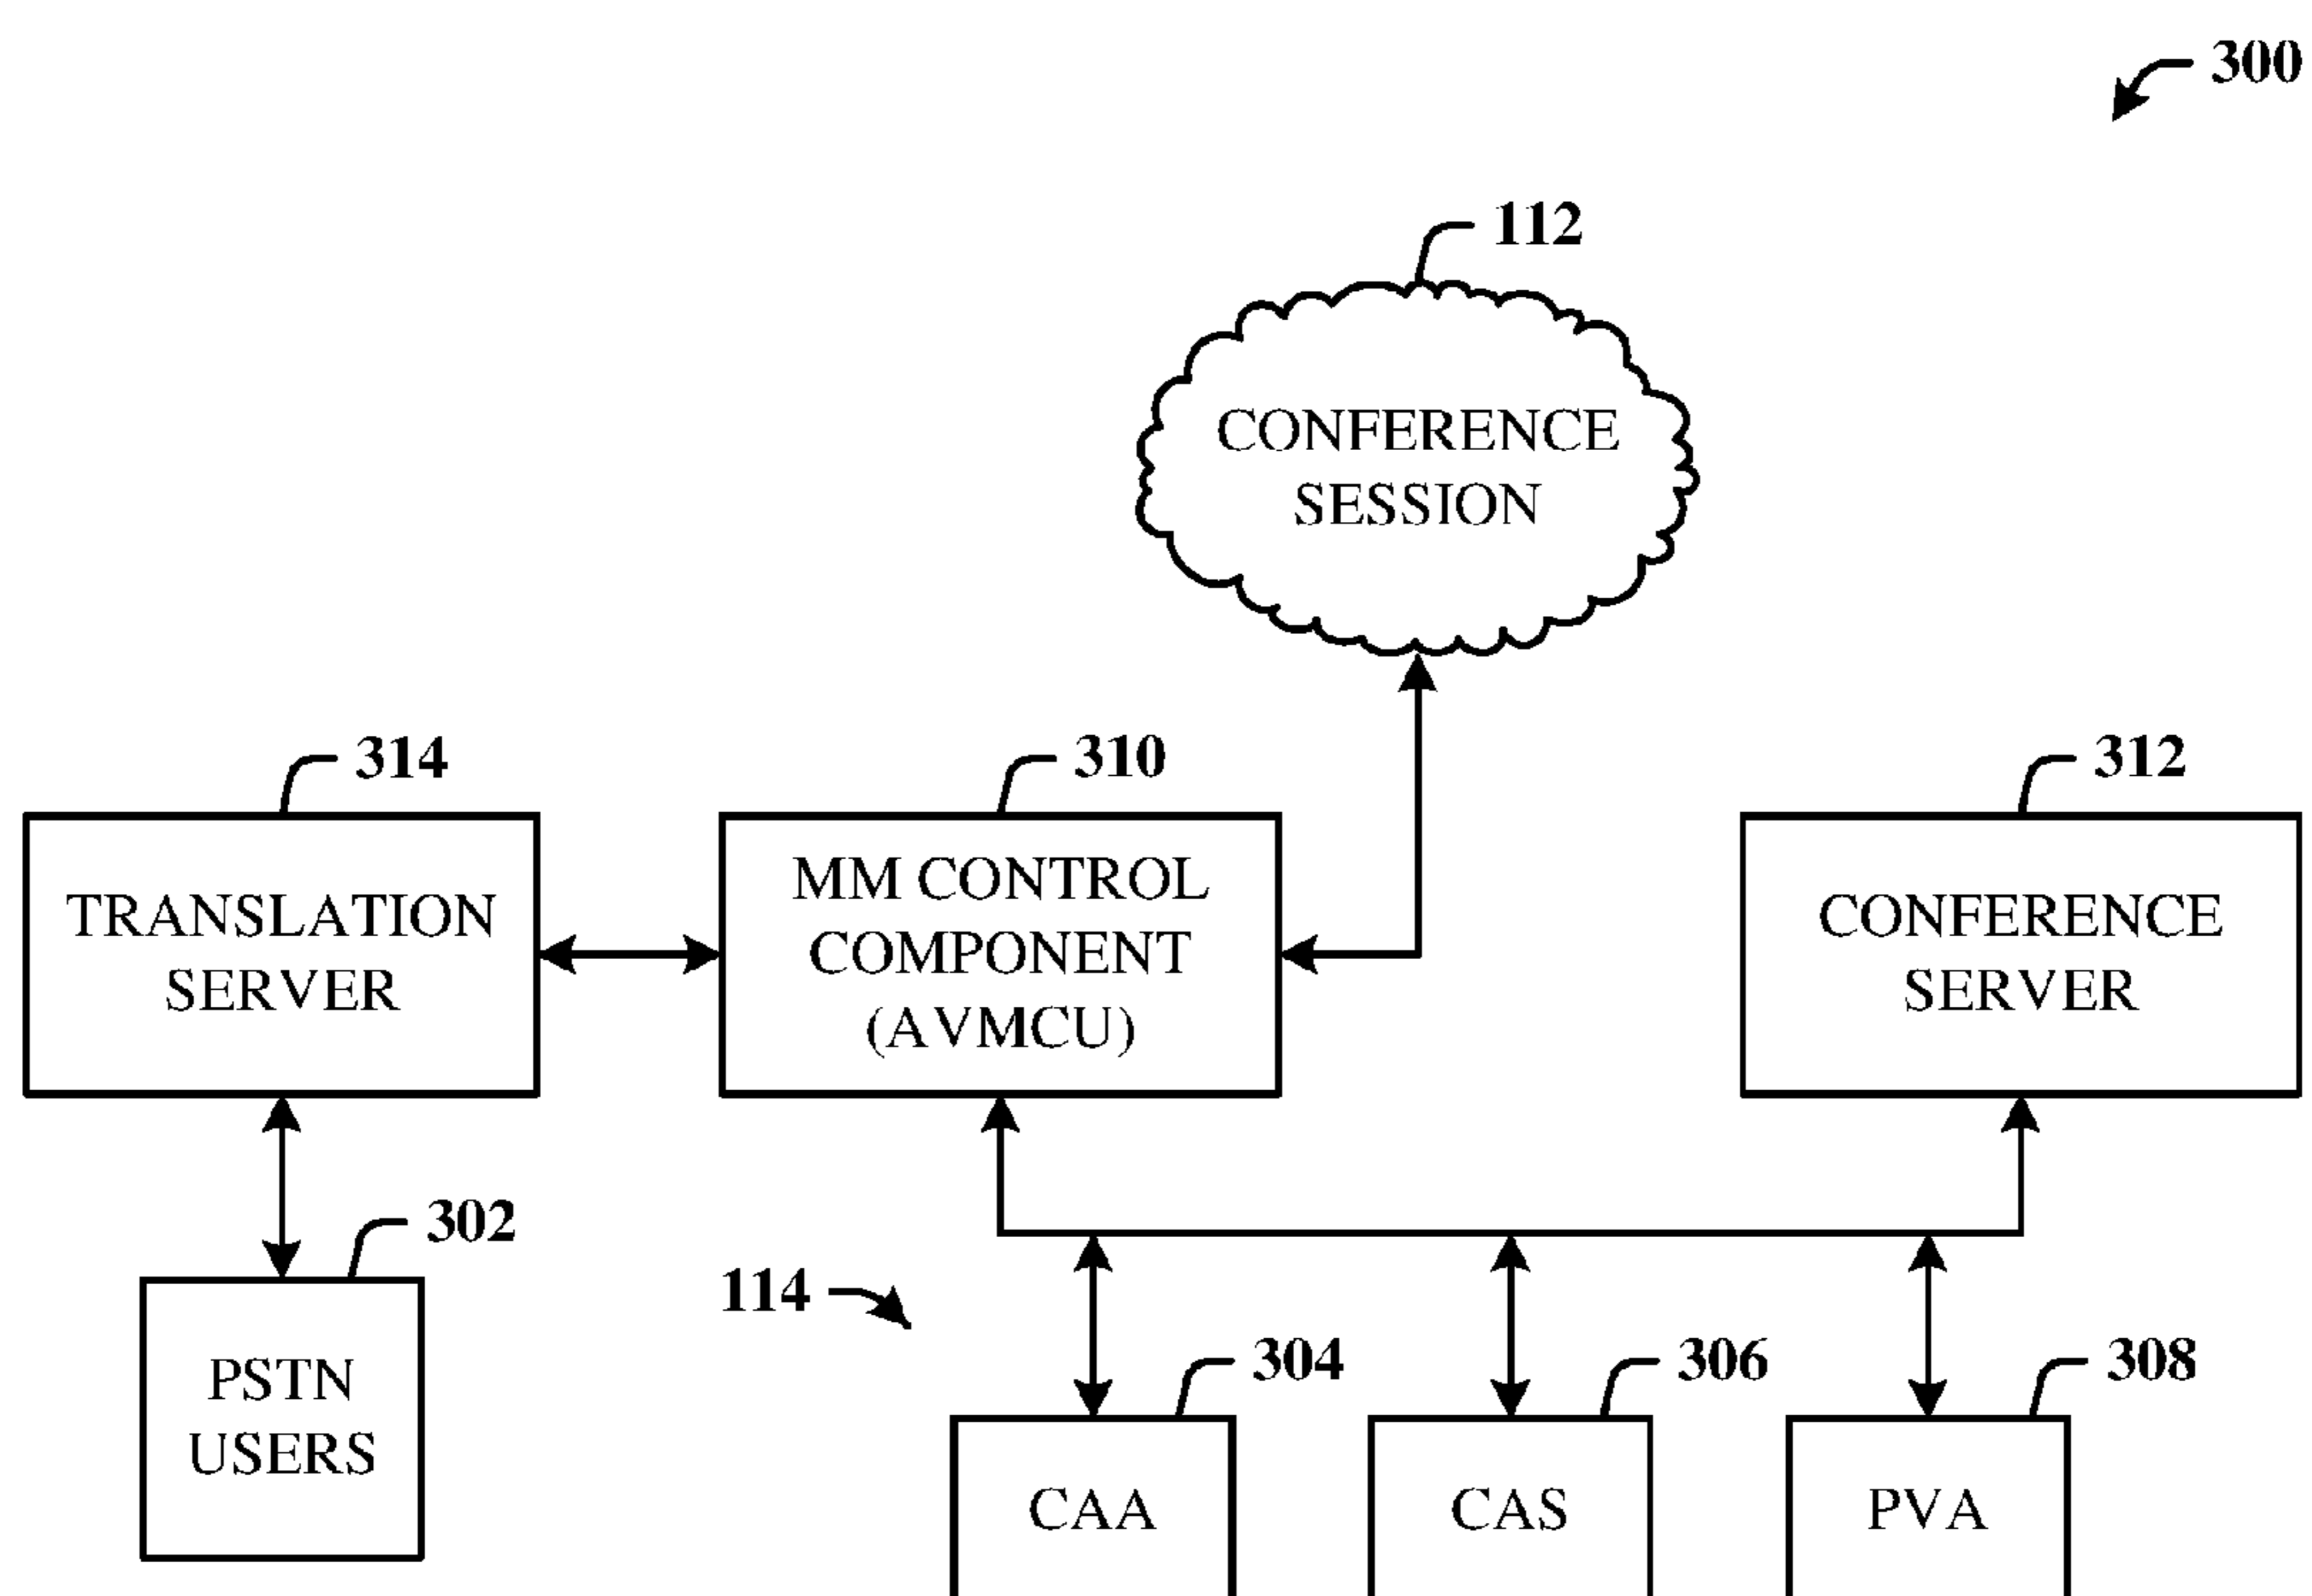 300
112
CONFERENCE
SESSION
314
310
312
TRANSLATION
SERVER
MM CONTROL
COMPONENT
(AVMCU)
CONFERENCE
SERVER
302
PSTN
USERS
114
304
306
308
CAA
CAS
PVA